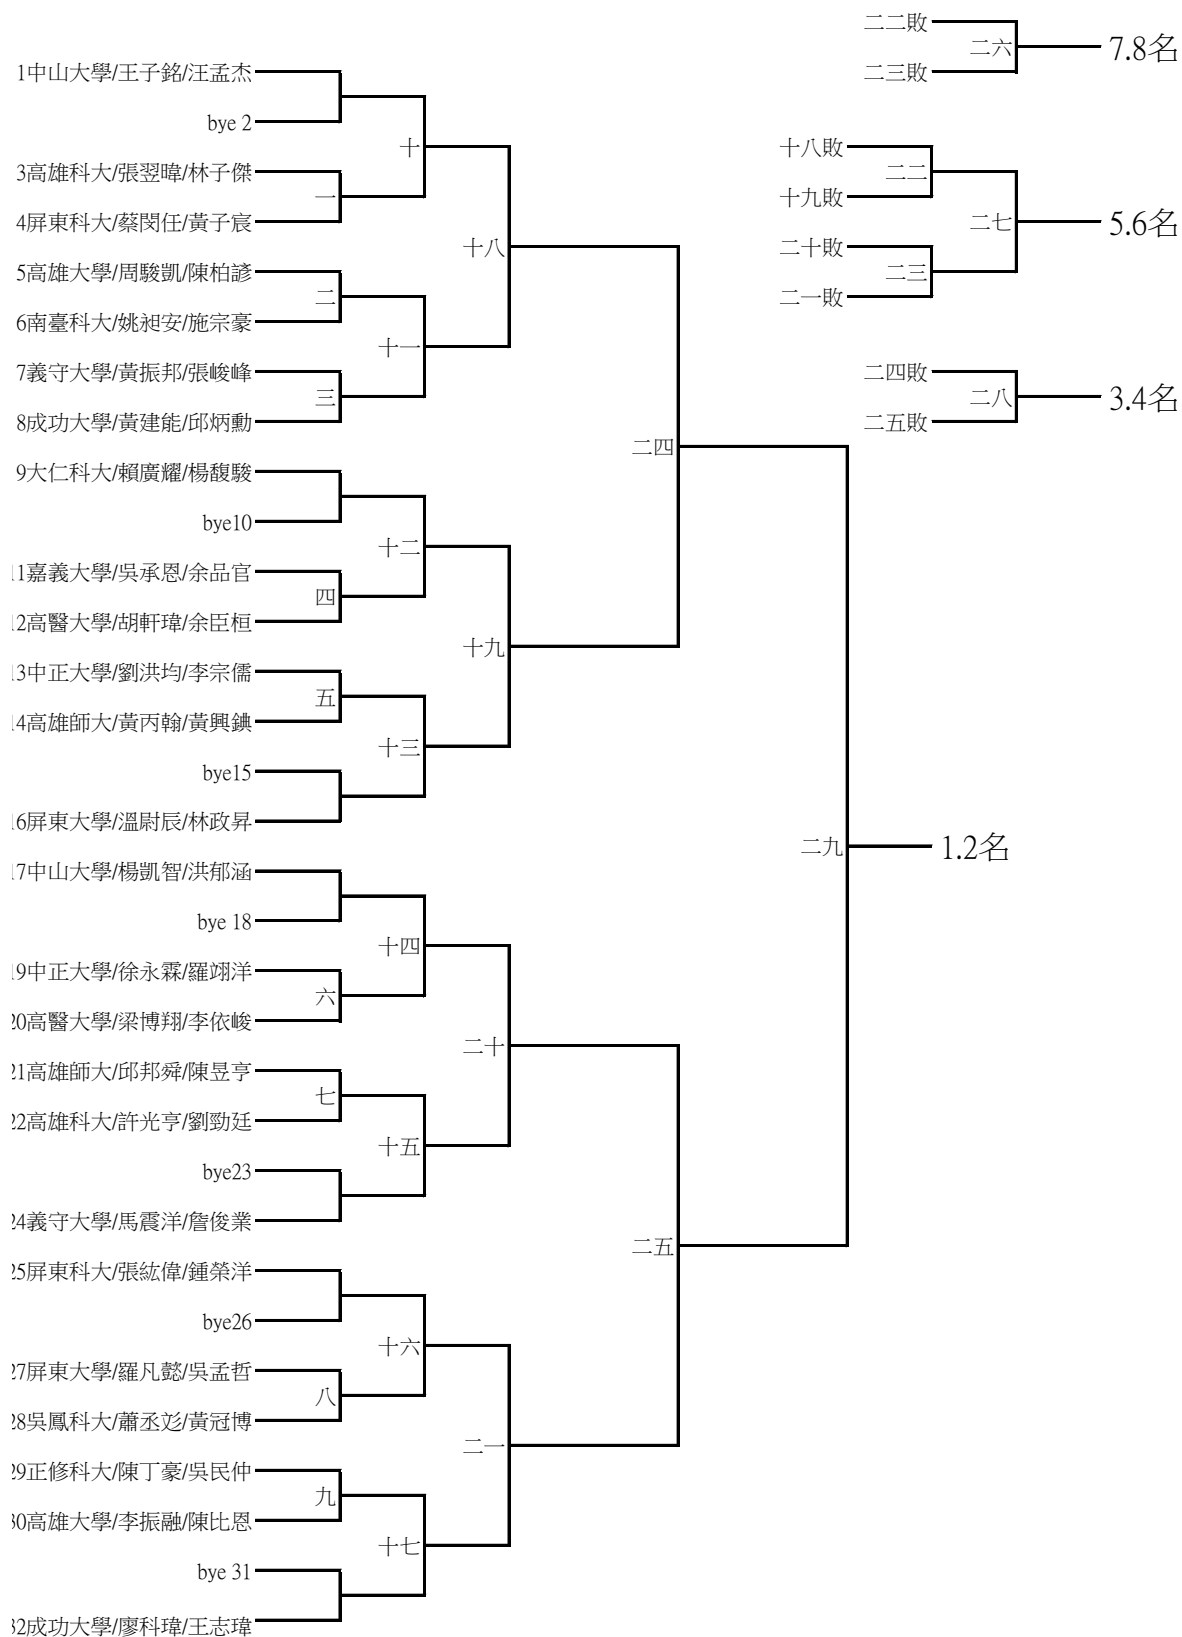 二二敗
二六
7.8名
二三敗
1中山大學/王子銘/汪孟杰
bye 2
十
十八敗
二二
3高雄科大/張翌暐/林子傑
一
十九敗
4屏東科大/蔡閔任/黃子宸
二七
5.6名
十八
二十敗
5高雄大學/周駿凱/陳柏諺
二三
二
二一敗
6南臺科大/姚昶安/施宗豪
十一
7義守大學/黃振邦/張峻峰
二四敗
三
二八
3.4名
8成功大學/黃建能/邱炳勳
二五敗
二四
9大仁科大/賴廣耀/楊馥駿
bye10
十二
11嘉義大學/吳承恩/余品官
四
12高醫大學/胡軒瑋/余臣桓
十九
13中正大學/劉洪均/李宗儒
五
14高雄師大/黃丙翰/黃興錪
十三
bye15
16屏東大學/溫尉辰/林政昇
二九
1.2名
17中山大學/楊凱智/洪郁涵
bye 18
十四
19中正大學/徐永霖/羅翊洋
六
20高醫大學/梁博翔/李依峻
二十
21高雄師大/邱邦舜/陳昱亨
七
22高雄科大/許光亨/劉勁廷
十五
bye23
24義守大學/馬震洋/詹俊業
二五
25屏東科大/張紘偉/鍾榮洋
bye26
十六
27屏東大學/羅凡懿/吳孟哲
八
28吳鳳科大/蕭丞彣/黃冠博
二一
29正修科大/陳丁豪/吳民仲
九
30高雄大學/李振融/陳比恩
十七
bye 31
32成功大學/廖科瑋/王志瑋